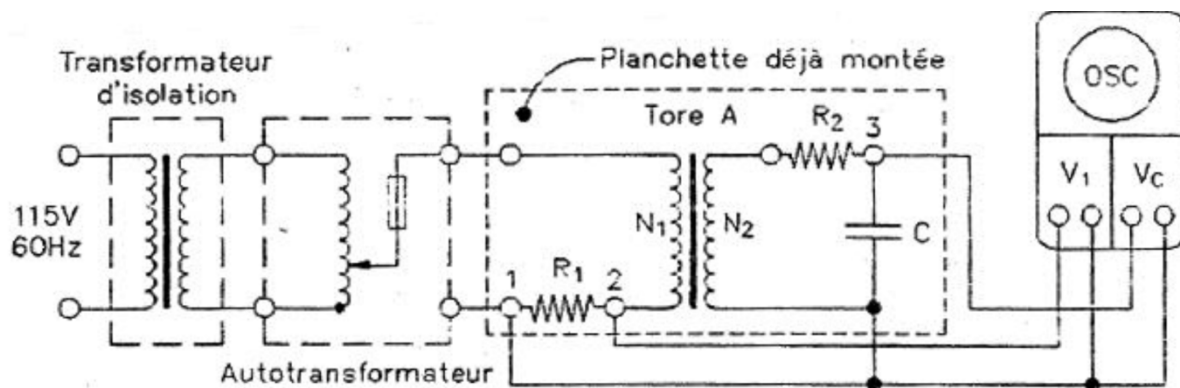 Transformateur
d'isolation
Planchette déjà montée
OSC
Tore A
R2
3
V1
VC
115V
60Hz
N1
N2
C
1
R1
2
Autotransformateur